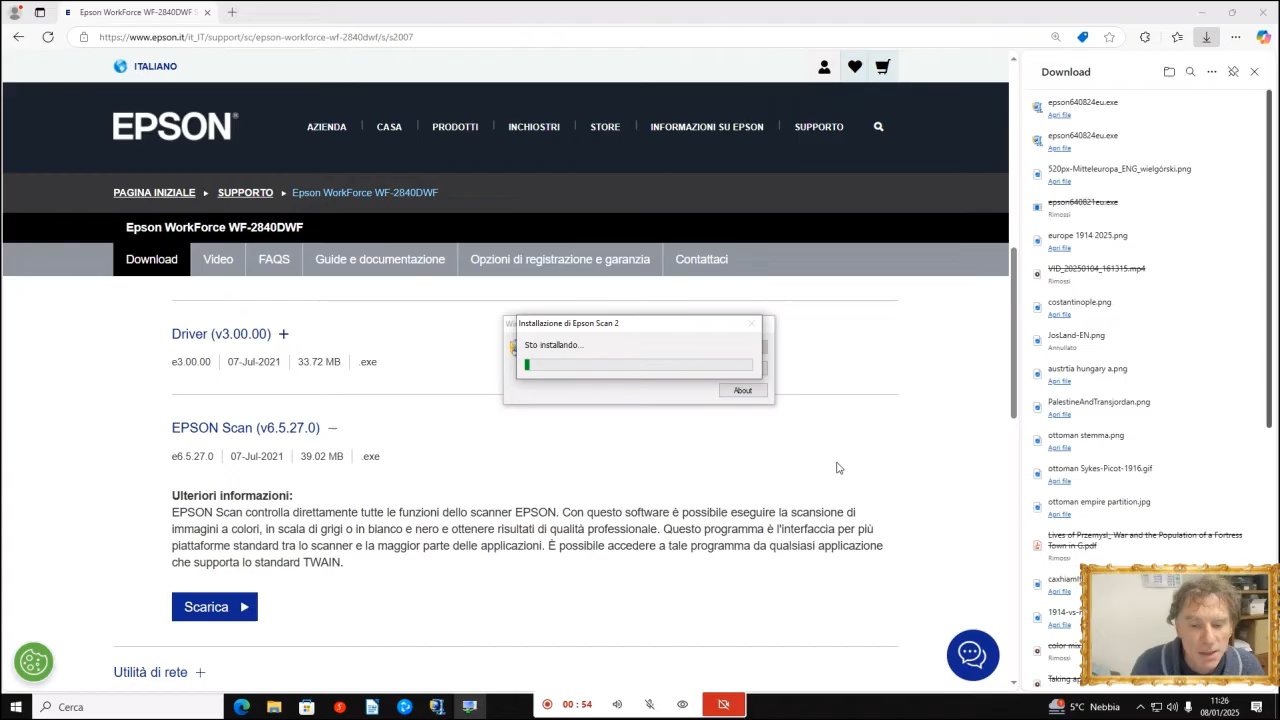 Epson WorkForce WF-2840DWF S
https://www.epson.it/it_IT/support/sc/epson-workforce-wf-2840dwf/s/s2007
ITALIANO
EPSON
AZIENDA
CASA
PRODOTTI
INCHIOSTRI
STORE
INFORMAZIONI SU EPSON
SUPPORTO
PAGINA INIZIALE
SUPPORTO
Epson WorkForce WF-2840DWF
Epson WorkForce WF-2840DWF
Download
Video
FAQS
Guide e documentazione
Opzioni di registrazione e garanzia
Contattaci
Driver (v3.00.00) +
e3.00.00
07-Jul-2021
33.72 MB
.exe
Installazione di Epson Scan 2
Sto installando...
About
EPSON Scan (v6.5.27.0) –
e6.5.27.0
07-Jul-2021
39.02 MB
.exe
Ulteriori informazioni:
EPSON Scan controlla direttamente tutte le funzioni dello scanner EPSON. Con questo software è possibile eseguire la scansione di
immagini a colori, in scala di grigi o in bianco e nero e ottenere risultati di qualità professionale. Questo programma è l'interfaccia per più
piattaforme standard tra lo scanner e la maggior parte delle applicazioni. È possibile accedere a tale programma da qualsiasi applicazione
che supporta lo standard TWAIN.
Scarica
Utilità di rete +
Download
epson640824eu.exe
Apri file
epson640824eu.exe
Apri file
520px-Mitteleuropa_ENG_wielgórski.png
Apri file
epson640821eu.exe
Rimossi
europe 1914 2025.png
Apri file
VID_20250104_161315.mp4
Rimossi
costantinople.png
Apri file
JosLand-EN.png
Annullato
austrtia hungary a.png
Apri file
PalestineAndTransjordan.png
Apri file
ottoman stemma.png
Apri file
ottoman Sykes-Picot-1916.gif
Apri file
ottoman empire partition.jpg
Apri file
Lives of Przemysl_ War and the Population of a Fortress
Town in G.pdf
Rimossi
Apri file
Apri file
Rimossi
Cerca
00 : 54
5°C Nebbia
11:26
08/01/2025